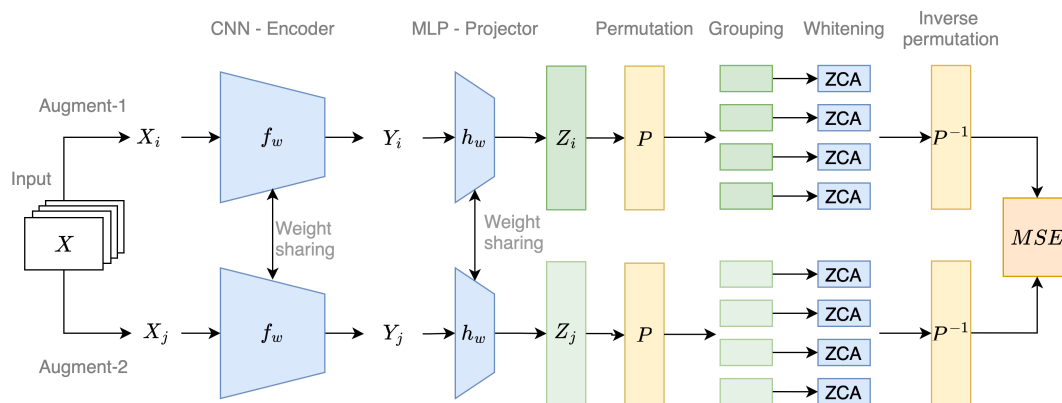 CNN - Encoder
MLP - Projector
Permutation
Grouping
Whitening
Inverse
permutation
Augment-1
X_i
f_w
Y_i
h_w
Z_i
P
ZCA
ZCA
ZCA
ZCA
P^{-1}
Input
X
Weight
sharing
Weight
sharing
MSE
X_j
f_w
Y_j
h_w
Z_j
P
ZCA
ZCA
ZCA
ZCA
P^{-1}
Augment-2